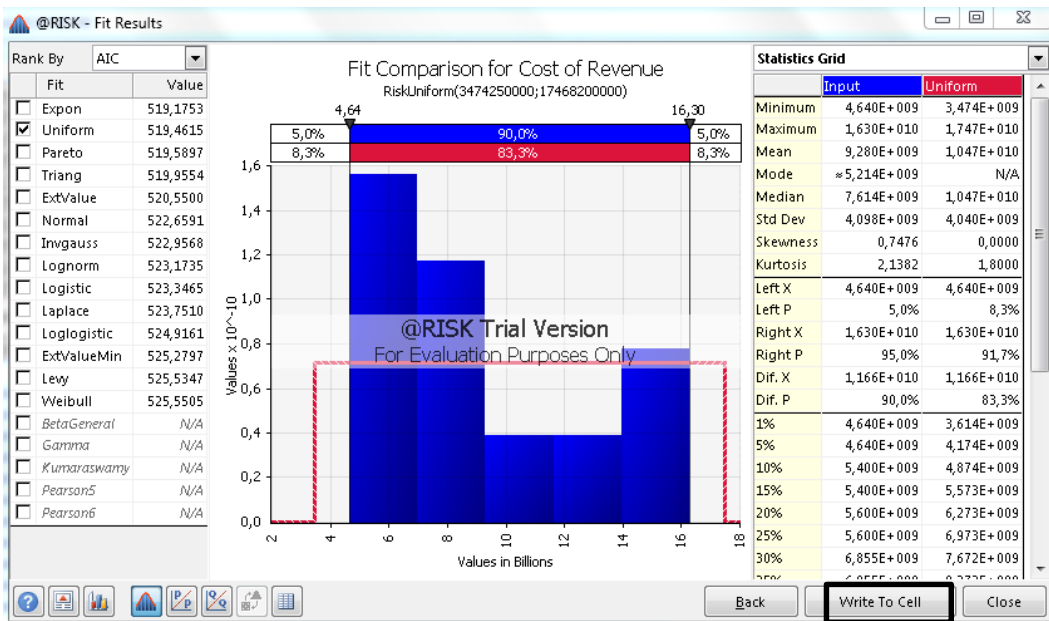 @RISK - Fit Results
Rank By AIC
Fit Value
Expon 519,1753
Uniform 519,4615
Pareto 519,5897
Triang 519,9554
ExtValue 520,5500
Normal 522,6591
Invgauss 522,9568
Lognorm 523,1735
Logistic 523,3465
Laplace 523,7510
Loglogistic 524,9161
ExtValueMin 525,2797
Levy 525,5347
Weibull 525,5505
BetaGeneral N/A
Gamma N/A
Kumaraswamy N/A
Pearson5 N/A
Pearson6 N/A
Fit Comparison for Cost of Revenue
RiskUniform(3474250000;17468200000)
4,64 16,30
5,0% 90,0% 5,0%
8,3% 83,3% 8,3%
1,6
1,4
1,2
1,0
0,8
0,6
0,4
0,2
0,0
Values x 10^-10
@RISK Trial Version
For Evaluation Purposes Only
2 4 6 8 10 12 14 16 18
Values in Billions
Statistics Grid
Input Uniform
Minimum 4,640E+009 3,474E+009
Maximum 1,630E+010 1,747E+010
Mean 9,280E+009 1,047E+010
Mode ≈5,214E+009 N/A
Median 7,614E+009 1,047E+010
Std Dev 4,098E+009 4,040E+009
Skewness 0,7476 0,0000
Kurtosis 2,1382 1,8000
Left X 4,640E+009 4,640E+009
Left P 5,0% 8,3%
Right X 1,630E+010 1,630E+010
Right P 95,0% 91,7%
Dif. X 1,166E+010 1,166E+010
Dif. P 90,0% 83,3%
1% 4,640E+009 3,614E+009
5% 4,640E+009 4,174E+009
10% 5,400E+009 4,874E+009
15% 5,400E+009 5,573E+009
20% 5,600E+009 6,273E+009
25% 5,600E+009 6,973E+009
30% 6,855E+009 7,672E+009
Back Write To Cell Close